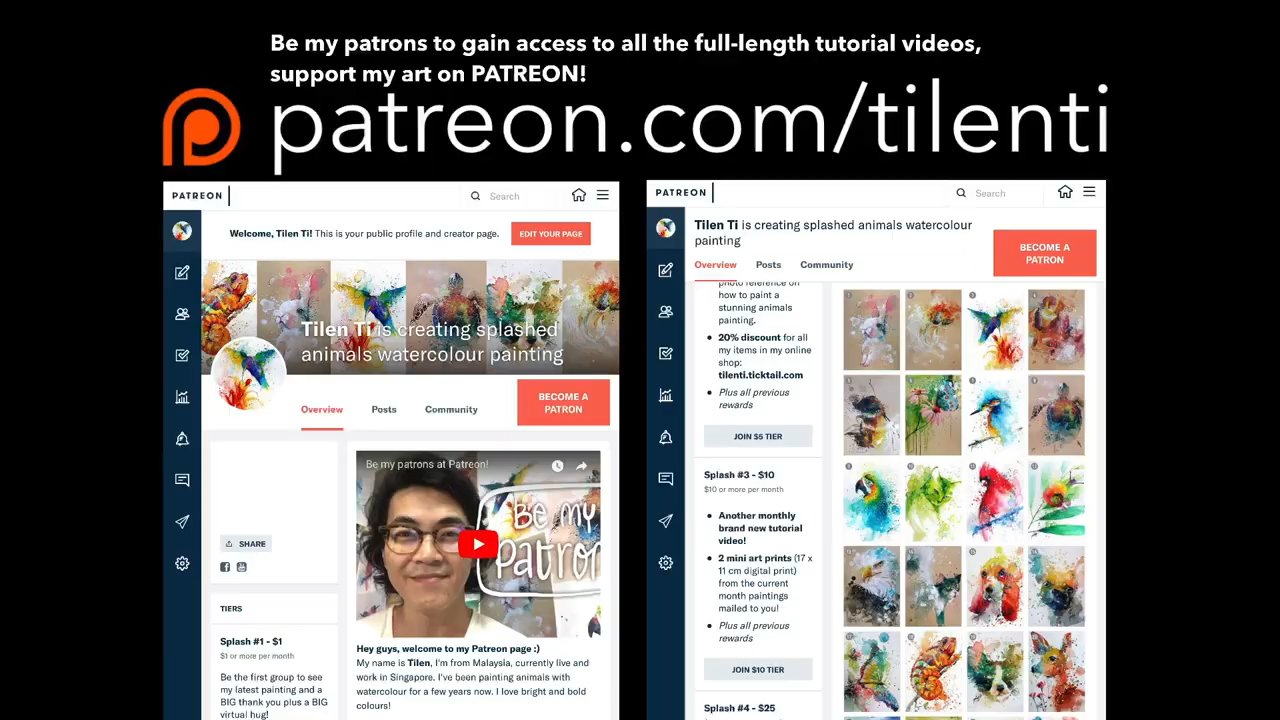 Be my patrons to gain access to all the full-length tutorial videos,
support my art on PATREON!
patreon.com/tilenti
PATREON
Search
Welcome, Tilen Ti! This is your public profile and creator page.
EDIT YOUR PAGE
Tilen Ti is creating splashed
animals watercolour painting
Overview
Posts
Community
BECOME A
PATRON
SHARE
TIERS
Splash #1 - $1
$1 or more per month
Be the first group to see
my latest painting and a
BIG thank you plus a BIG
virtual hug!
Be my patrons at Patreon!
Be my
Patron
Hey guys, welcome to my Patreon page :)
My name is Tilen, I'm from Malaysia, currently live and
work in Singapore. I've been painting animals with
watercolour for a few years now. I love bright and bold
colours!
PATREON
Search
Tilen Ti is creating splashed animals watercolour
painting
BECOME A
PATRON
Overview
Posts
Community
photo reference on
how to paint a
stunning animals
painting.
20% discount for all
my items in my online
shop:
tilenti.ticktail.com
Plus all previous
rewards
JOIN $5 TIER
Splash #3 - $10
$10 or more per month
Another monthly
brand new tutorial
video!
2 mini art prints (17 x
11 cm digital print)
from the current
month paintings
mailed to you!
Plus all previous
rewards
JOIN $10 TIER
Splash #4 - $25